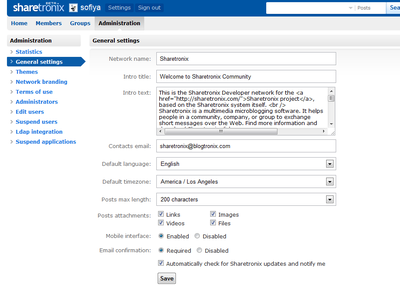 sharetronix BETA
sofiya Settings Sign out
Posts Search
Home Members Groups Administration
Administration
Statistics
General settings
Themes
Network branding
Terms of use
Administrators
Edit users
Suspend users
Ldap integration
Suspend applications
General settings
Network name: Sharetronix
Intro title: Welcome to Sharetronix Community
Intro text: This is the Sharetronix Developer network for the <a
href="http://sharetronix.com/">Sharetronix project</a>,
based on the Sharetronix system itself. <br />
Sharetronix is a multimedia microblogging software. It helps
people in a community, company, or group to exchange
short messages over the Web. Find more information and
Contacts email: sharetronix@blogtronix.com
Default language: English
Default timezone: America / Los Angeles
Posts max length: 200 characters
Posts attachments: Links Images
Videos Files
Mobile interface: Enabled Disabled
Email confirmation: Required Disabled
Automatically check for Sharetronix updates and notify me
Save